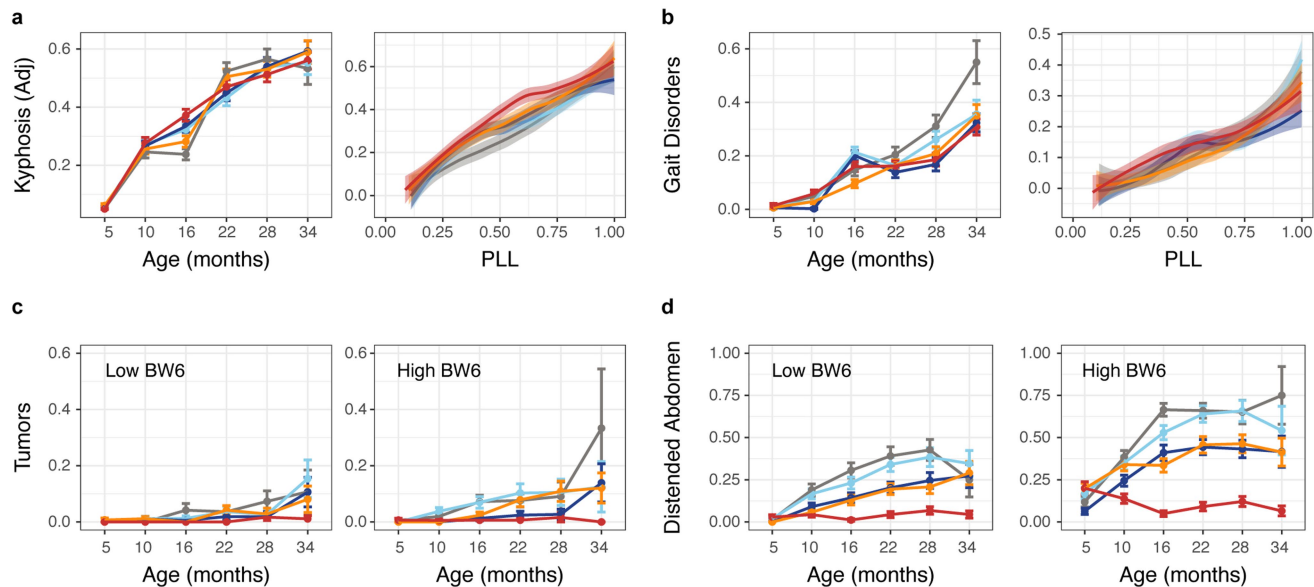 a
Kyphosis (Adj)
0.6
0.4
0.2
5 10 16 22 28 34
Age (months)
0.6
0.4
0.2
0.0
0.00 0.25 0.50 0.75 1.00
PLL
b
Gait Disorders
0.6
0.4
0.2
0.0
5 10 16 22 28 34
Age (months)
0.5
0.4
0.3
0.2
0.1
0.0
0.00 0.25 0.50 0.75 1.00
PLL
c
Tumors
0.6
0.4
0.2
0.0
Low BW6
5 10 16 22 28 34
Age (months)
0.6
0.4
0.2
0.0
High BW6
5 10 16 22 28 34
Age (months)
d
Distended Abdomen
1.00
0.75
0.50
0.25
0.00
Low BW6
5 10 16 22 28 34
Age (months)
1.00
0.75
0.50
0.25
0.00
High BW6
5 10 16 22 28 34
Age (months)